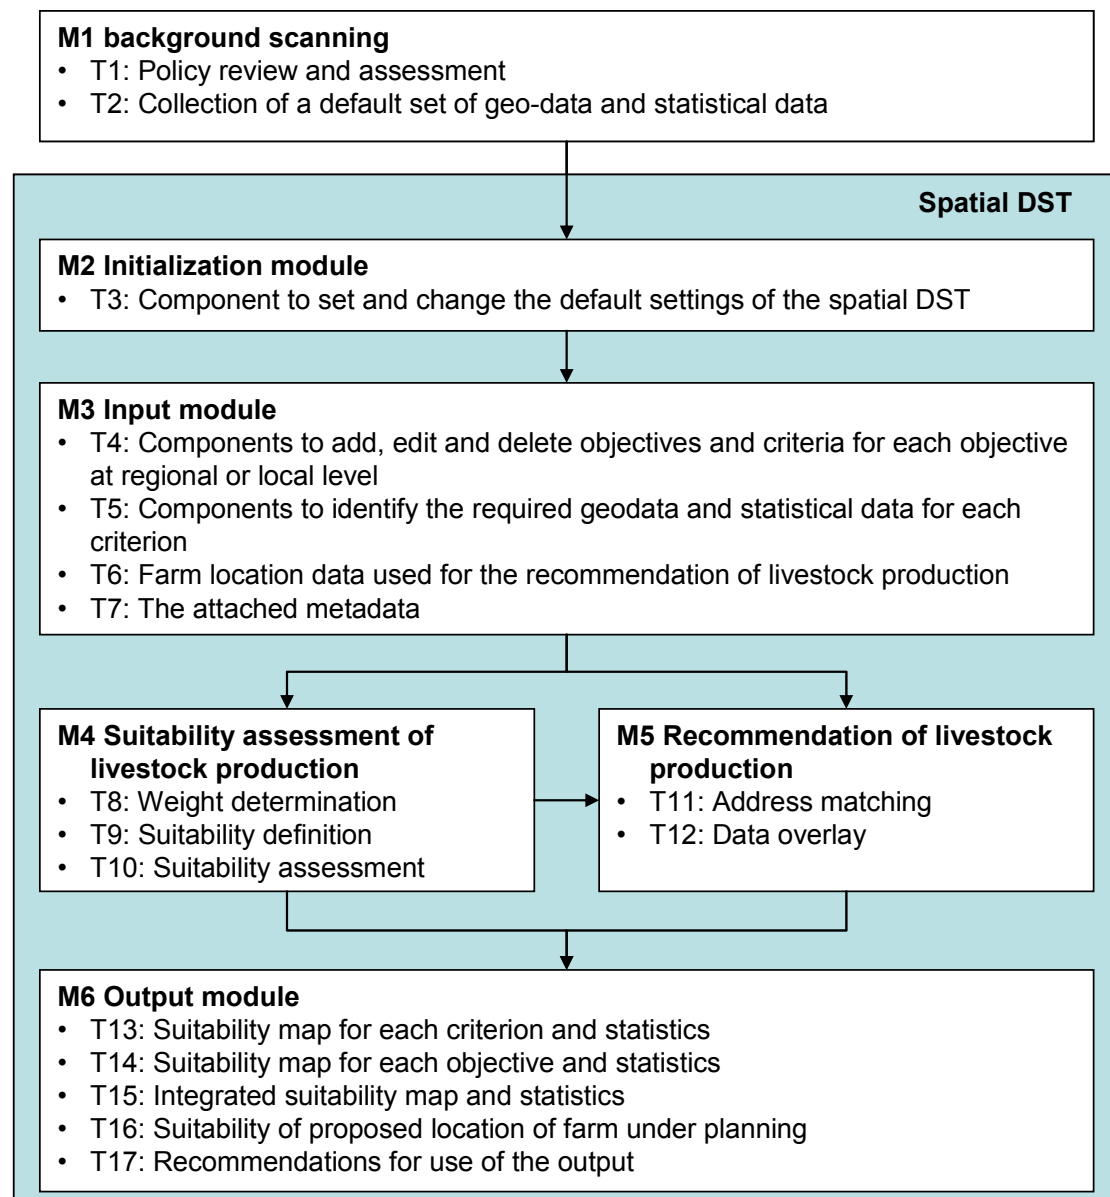 M1 background scanning
• T1: Policy review and assessment
• T2: Collection of a default set of geo-data and statistical data
Spatial DST
M2 Initialization module
• T3: Component to set and change the default settings of the spatial DST
M3 Input module
• T4: Components to add, edit and delete objectives and criteria for each objective
at regional or local level
• T5: Components to identify the required geodata and statistical data for each
criterion
• T6: Farm location data used for the recommendation of livestock production
• T7: The attached metadata
M4 Suitability assessment of
livestock production
• T8: Weight determination
• T9: Suitability definition
• T10: Suitability assessment
M5 Recommendation of livestock
production
• T11: Address matching
• T12: Data overlay
M6 Output module
• T13: Suitability map for each criterion and statistics
• T14: Suitability map for each objective and statistics
• T15: Integrated suitability map and statistics
• T16: Suitability of proposed location of farm under planning
• T17: Recommendations for use of the output